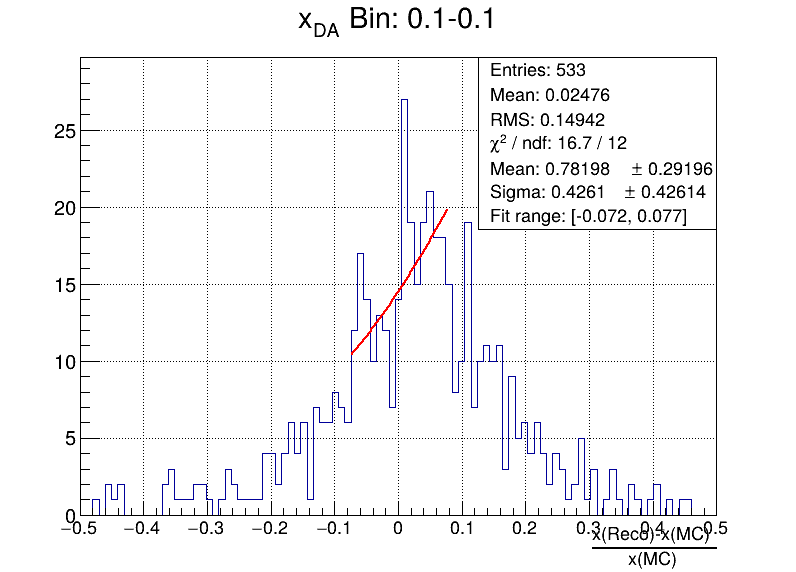 x_DA Bin: 0.1-0.1
Entries: 533
Mean: 0.02476
RMS: 0.14942
χ² / ndf: 16.7 / 12
Mean: 0.78198 ± 0.29196
Sigma: 0.4261 ± 0.42614
Fit range: [-0.072, 0.077]
25
20
15
10
5
0
−0.5 −0.4 −0.3 −0.2 −0.1 0 0.1 0.2 0.3 0.4 0.5
x(Reco)-x(MC)
x(MC)